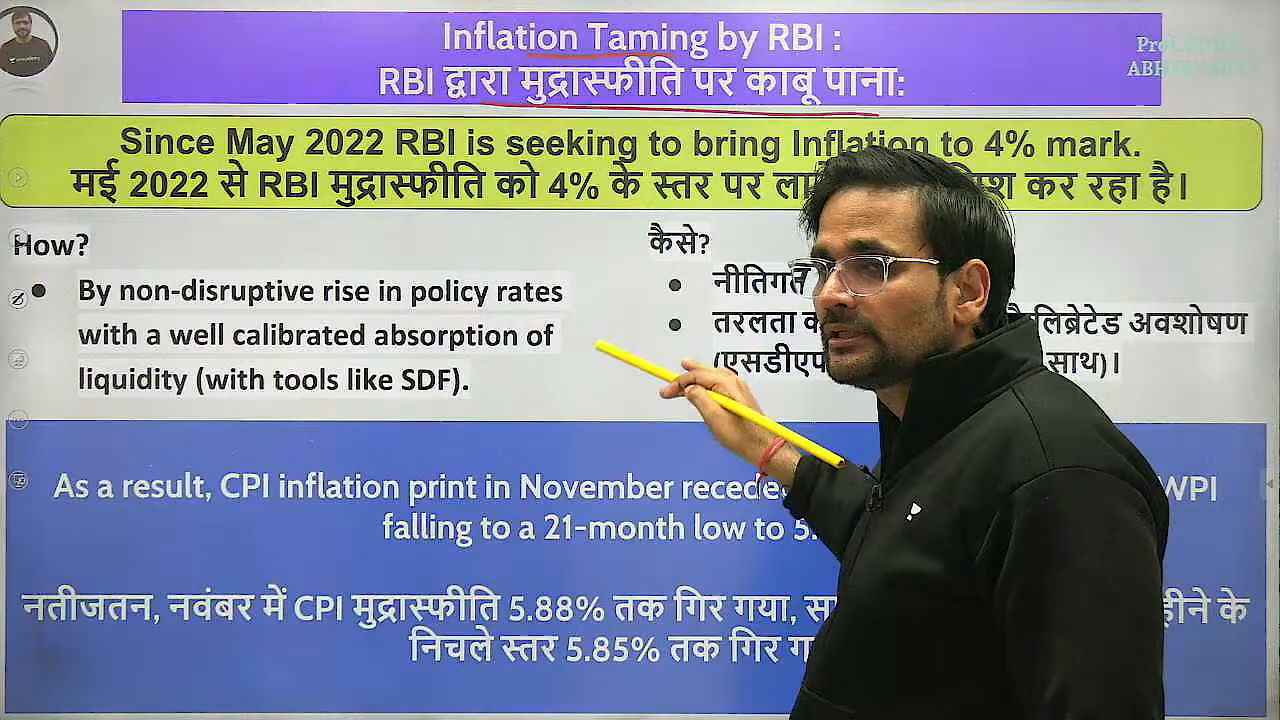 Inflation Taming by RBI :
RBI द्वारा मुद्रास्फीति पर काबू पाना:
Since May 2022 RBI is seeking to bring Inflation to 4% mark.
मई 2022 से RBI मुद्रास्फीति को 4% के स्तर पर कर रहा है।
How?
By non-disruptive rise in policy rates
with a well calibrated absorption of
liquidity (with tools like SDF).
कैसे?
नीतिगत
तरलता अवशोषण
(एसडीएफ साथ)।
As a result, CPI inflation print in November WPI
falling to a 21-month low to
नतीजतन, नवंबर में CPI मुद्रास्फीति 5.88% तक गिर गया, के
निचले स्तर 5.85% तक गिर